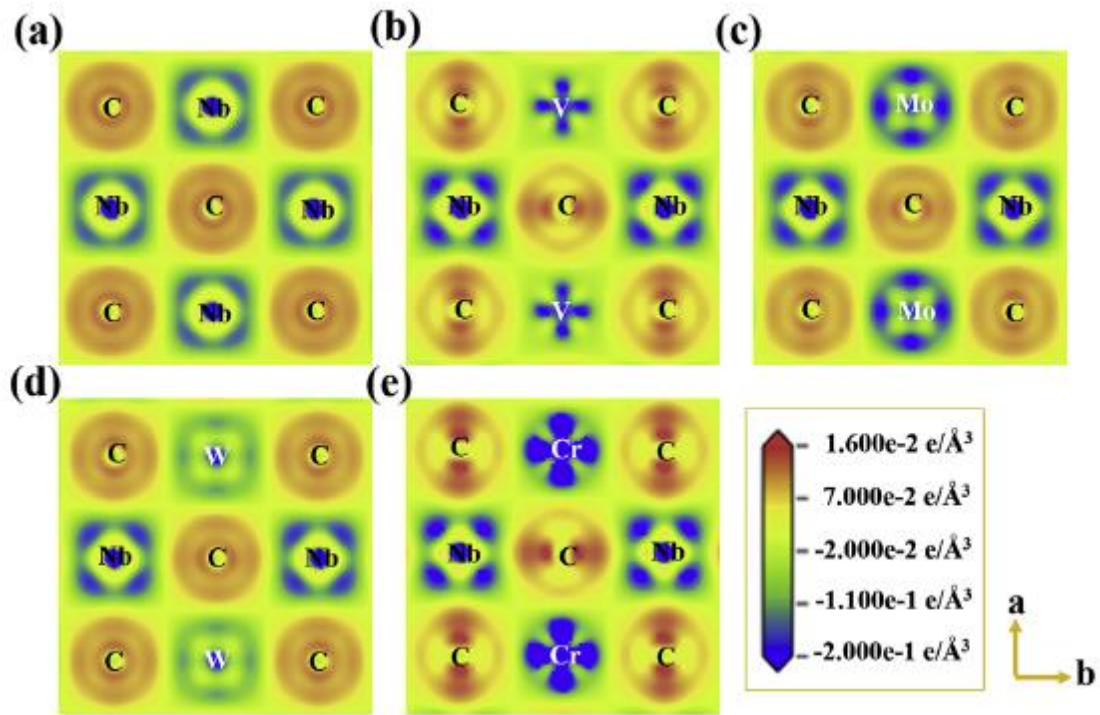 (a)
(b)
(c)
C Nb C
C V C
C Mo C
Nb C Nb
Nb C Nb
Nb C Nb
C Nb C
C V C
C Mo C
(d)
(e)
C W C
C Cr C
Nb C Nb
Nb C Nb
C W C
C Cr C
1.600e-2 e/Å³
7.000e-2 e/Å³
-2.000e-2 e/Å³
-1.100e-1 e/Å³
-2.000e-1 e/Å³
a
b